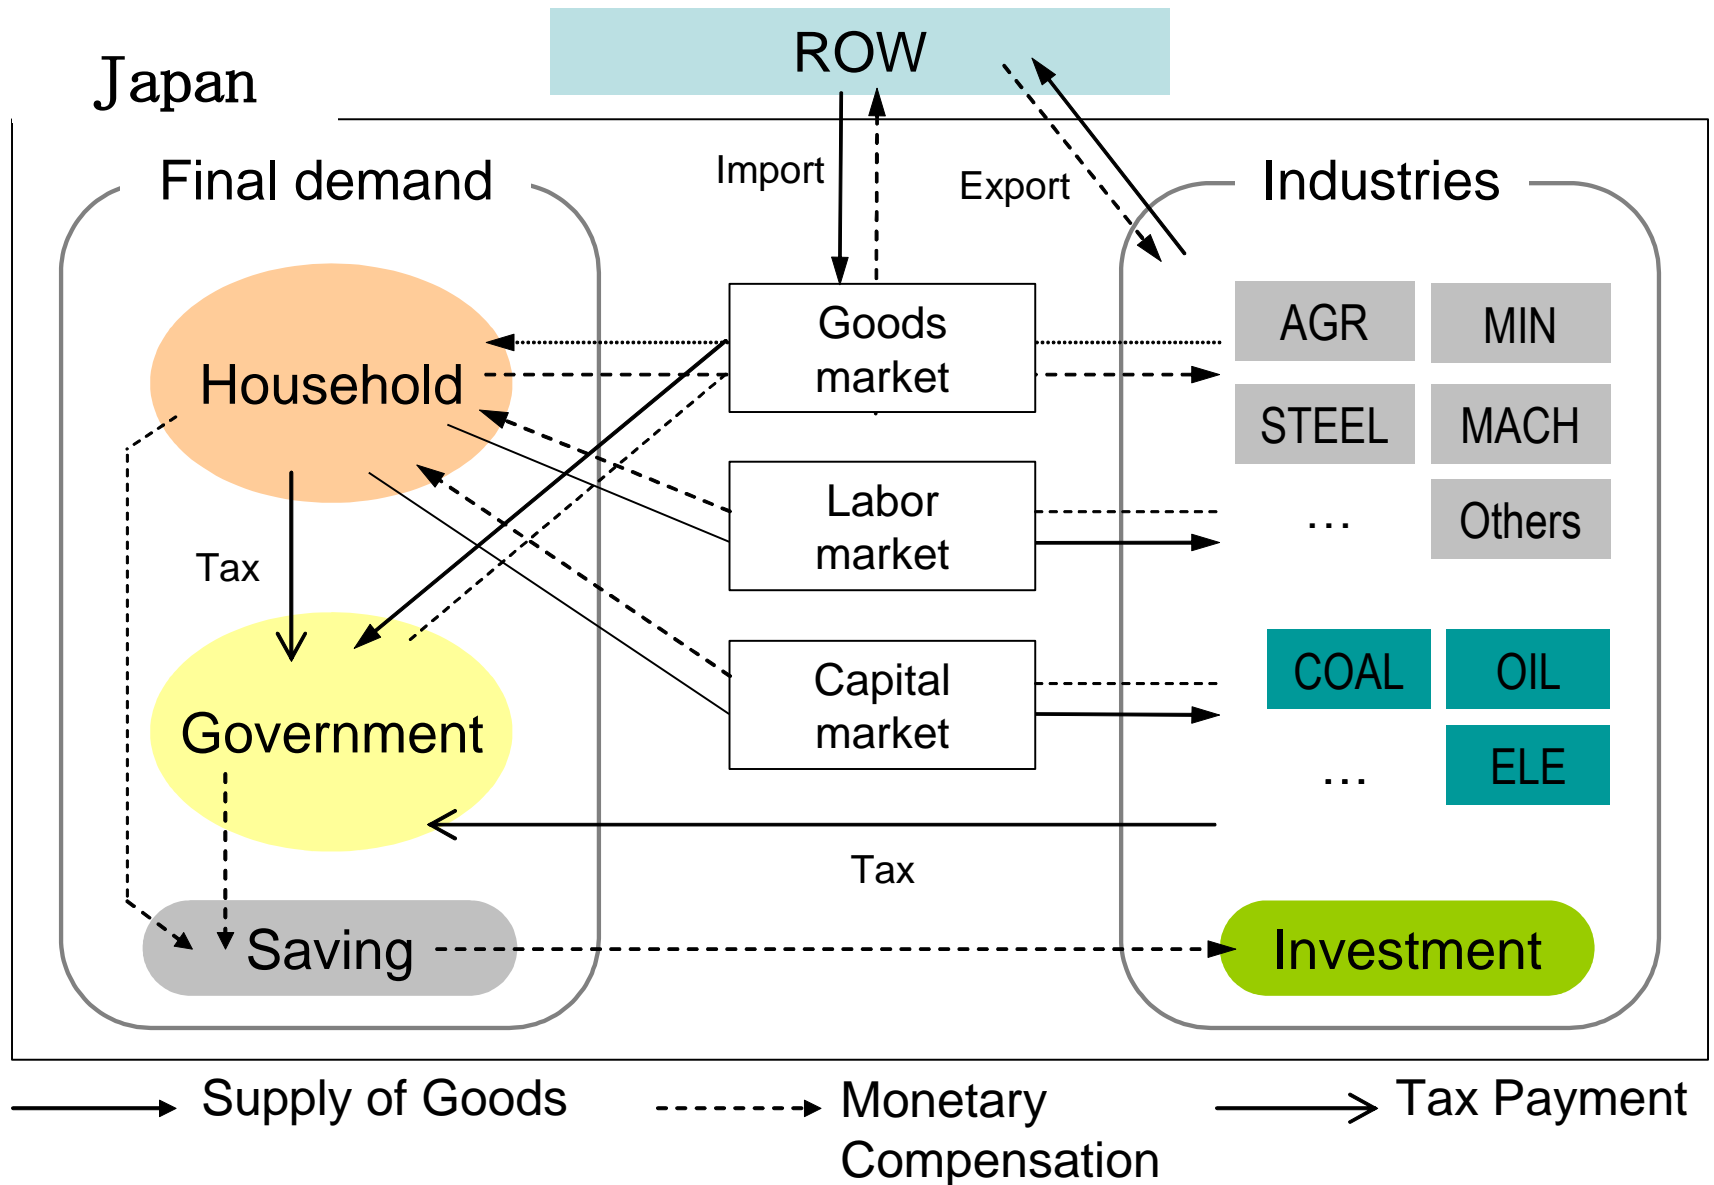 ROW
Japan
Import
Export
Final demand
Industries
Household
Goods
market
AGR
MIN
STEEL
MACH
Labor
market
...
Others
Tax
Government
Capital
market
COAL
OIL
...
ELE
Tax
Saving
Investment
Supply of Goods
Monetary
Compensation
Tax Payment